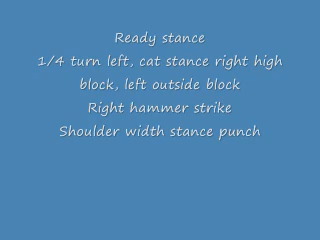 Ready stance
1/4 turn left, cat stance right high
block, left outside block
Right hammer strike
Shoulder width stance punch